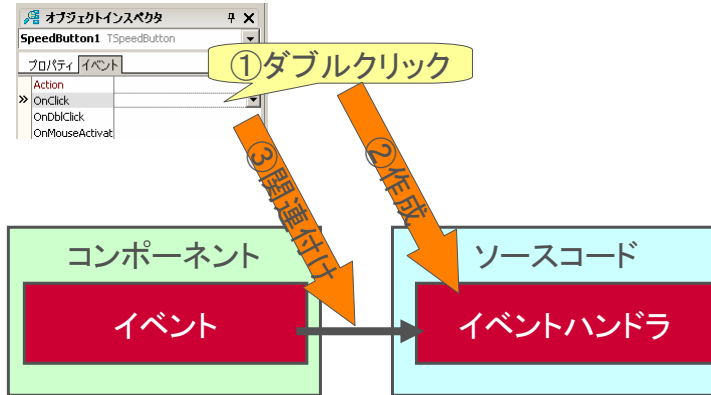 オブジェクトインスペクタ
SpeedButton1 TSpeedButton
プロパティ イベント
Action
OnClick
OnDblClick
OnMouseActivat
①ダブルクリック
②作成
③関連付け
コンポーネント
イベント
ソースコード
イベントハンドラ